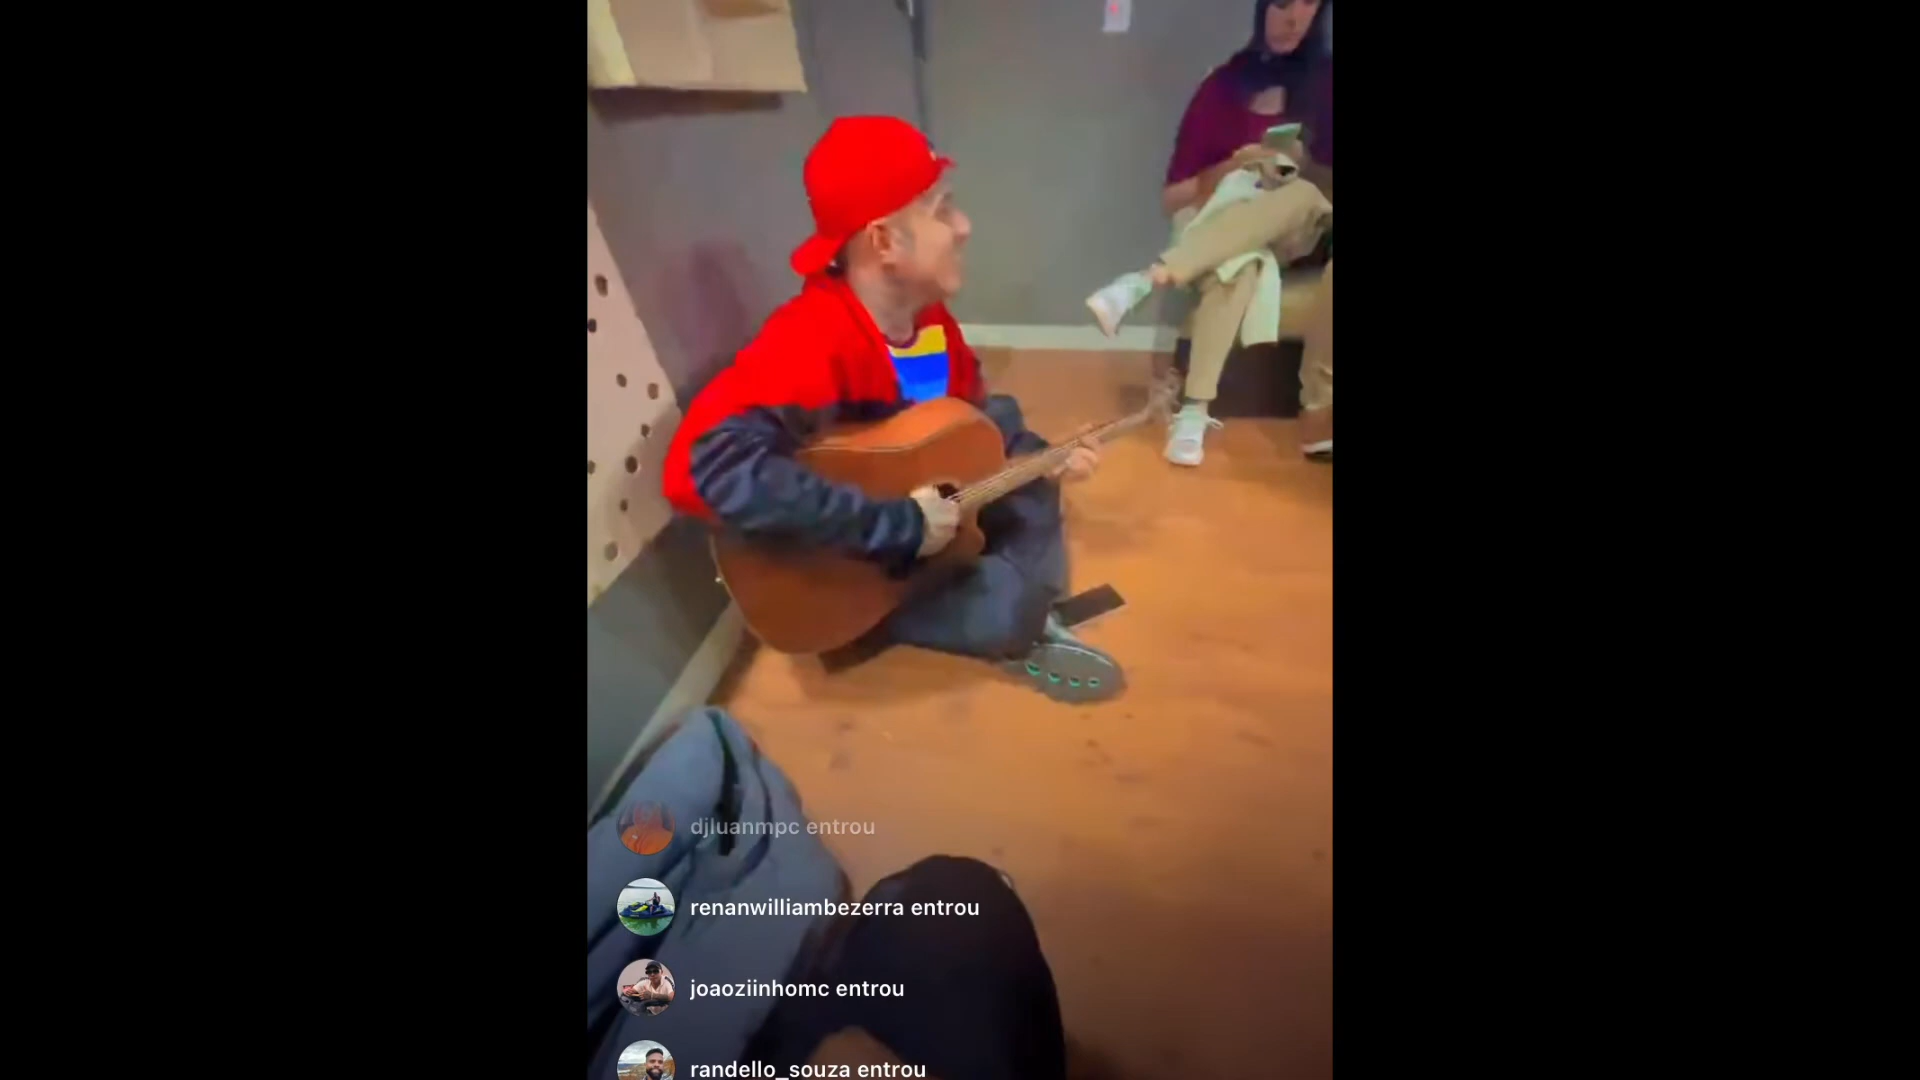 djluanmpc entrou
renanwilliambezerra entrou
joaoziinhomc entrou
randello_souza entrou